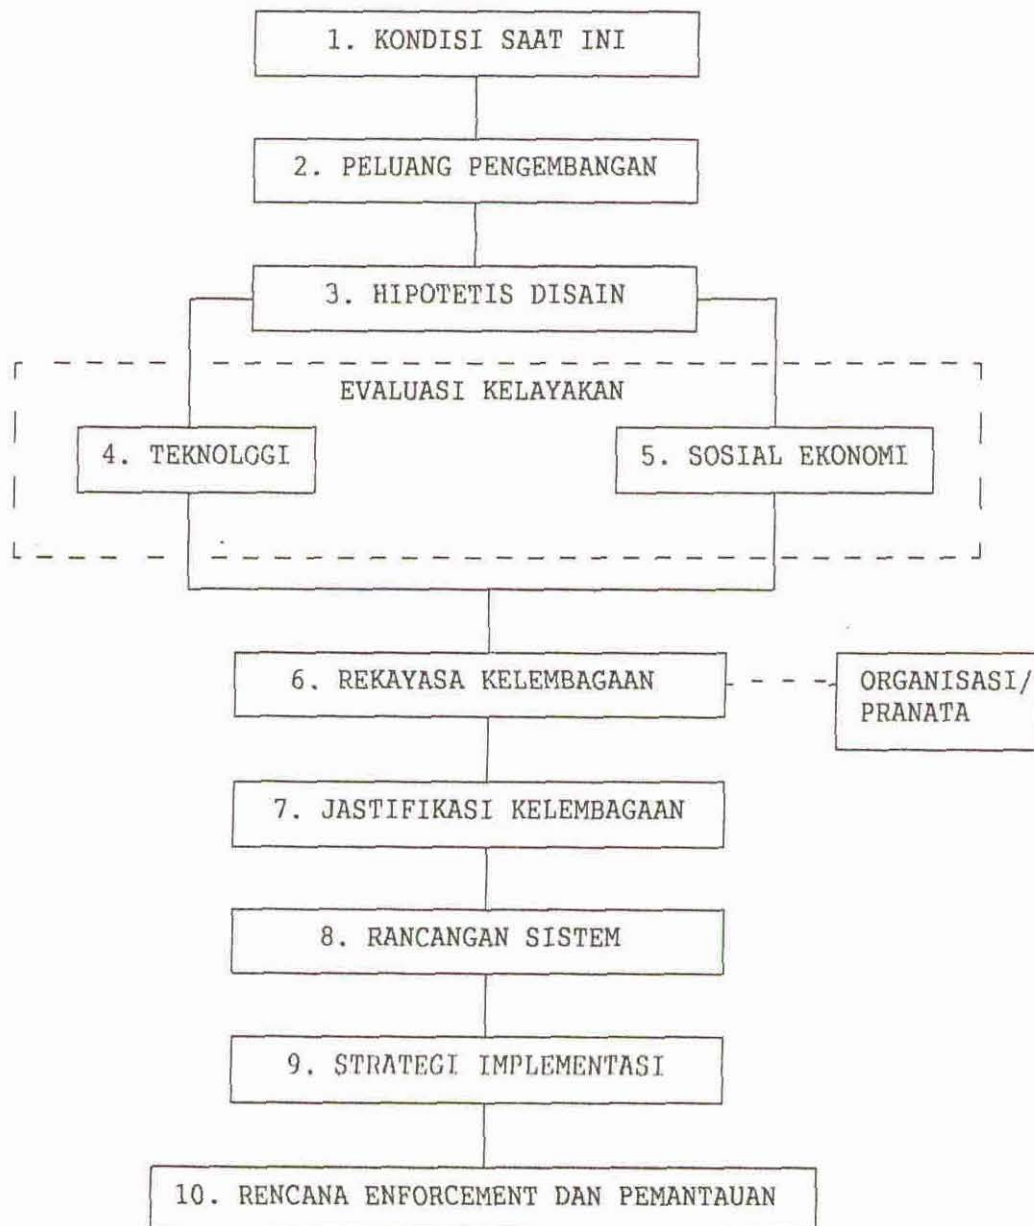 1. KONDISI SAAT INI
2. PELUANG PENGEMBANGAN
3. HIPOTETIS DISAIN
EVALUASI KELAYAKAN
4. TEKNOLOGI
5. SOSIAL EKONOMI
6. REKAYASA KELEMBAGAAN
ORGANISASI/
PRANATA
7. JASTIFIKASI KELEMBAGAAN
8. RANCANGAN SISTEM
9. STRATEGI IMPLEMENTASI
10. RENCANA ENFORCEMENT DAN PEMANTAUAN